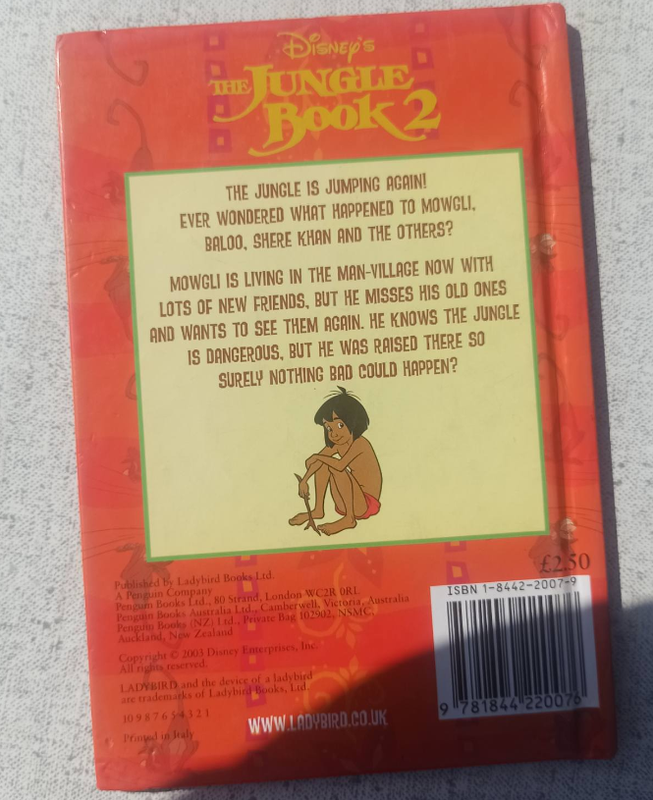 Disney's
THE JUNGLE
BOOK 2
THE JUNGLE IS JUMPING AGAIN!
EVER WONDERED WHAT HAPPENED TO MOWGLI,
BALOO, SHERE KHAN AND THE OTHERS?
MOWGLI IS LIVING IN THE MAN-VILLAGE NOW WITH
LOTS OF NEW FRIENDS, BUT HE MISSES HIS OLD ONES
AND WANTS TO SEE THEM AGAIN. HE KNOWS THE JUNGLE
IS DANGEROUS, BUT HE WAS RAISED THERE SO
SURELY NOTHING BAD COULD HAPPEN?
£2.50
Published by Ladybird Books Ltd.
A Penguin Company
Penguin Books Ltd., 80 Strand, London WC2R 0RL
Penguin Books Australia Ltd., Camberwell, Victoria, Australia
Penguin Books (NZ) Ltd., Private Bag 102902, NSMC,
Auckland, New Zealand
Copyright © 2003 Disney Enterprises, Inc.
All rights reserved.
LADYBIRD and the device of a ladybird
are trademarks of Ladybird Books, Ltd.
10 9 8 7 6 5 4 3 2 1
Printed in Italy
WWW.LADYBIRD.CO.UK
ISBN 1-8442-2007-9
9 781844 220076